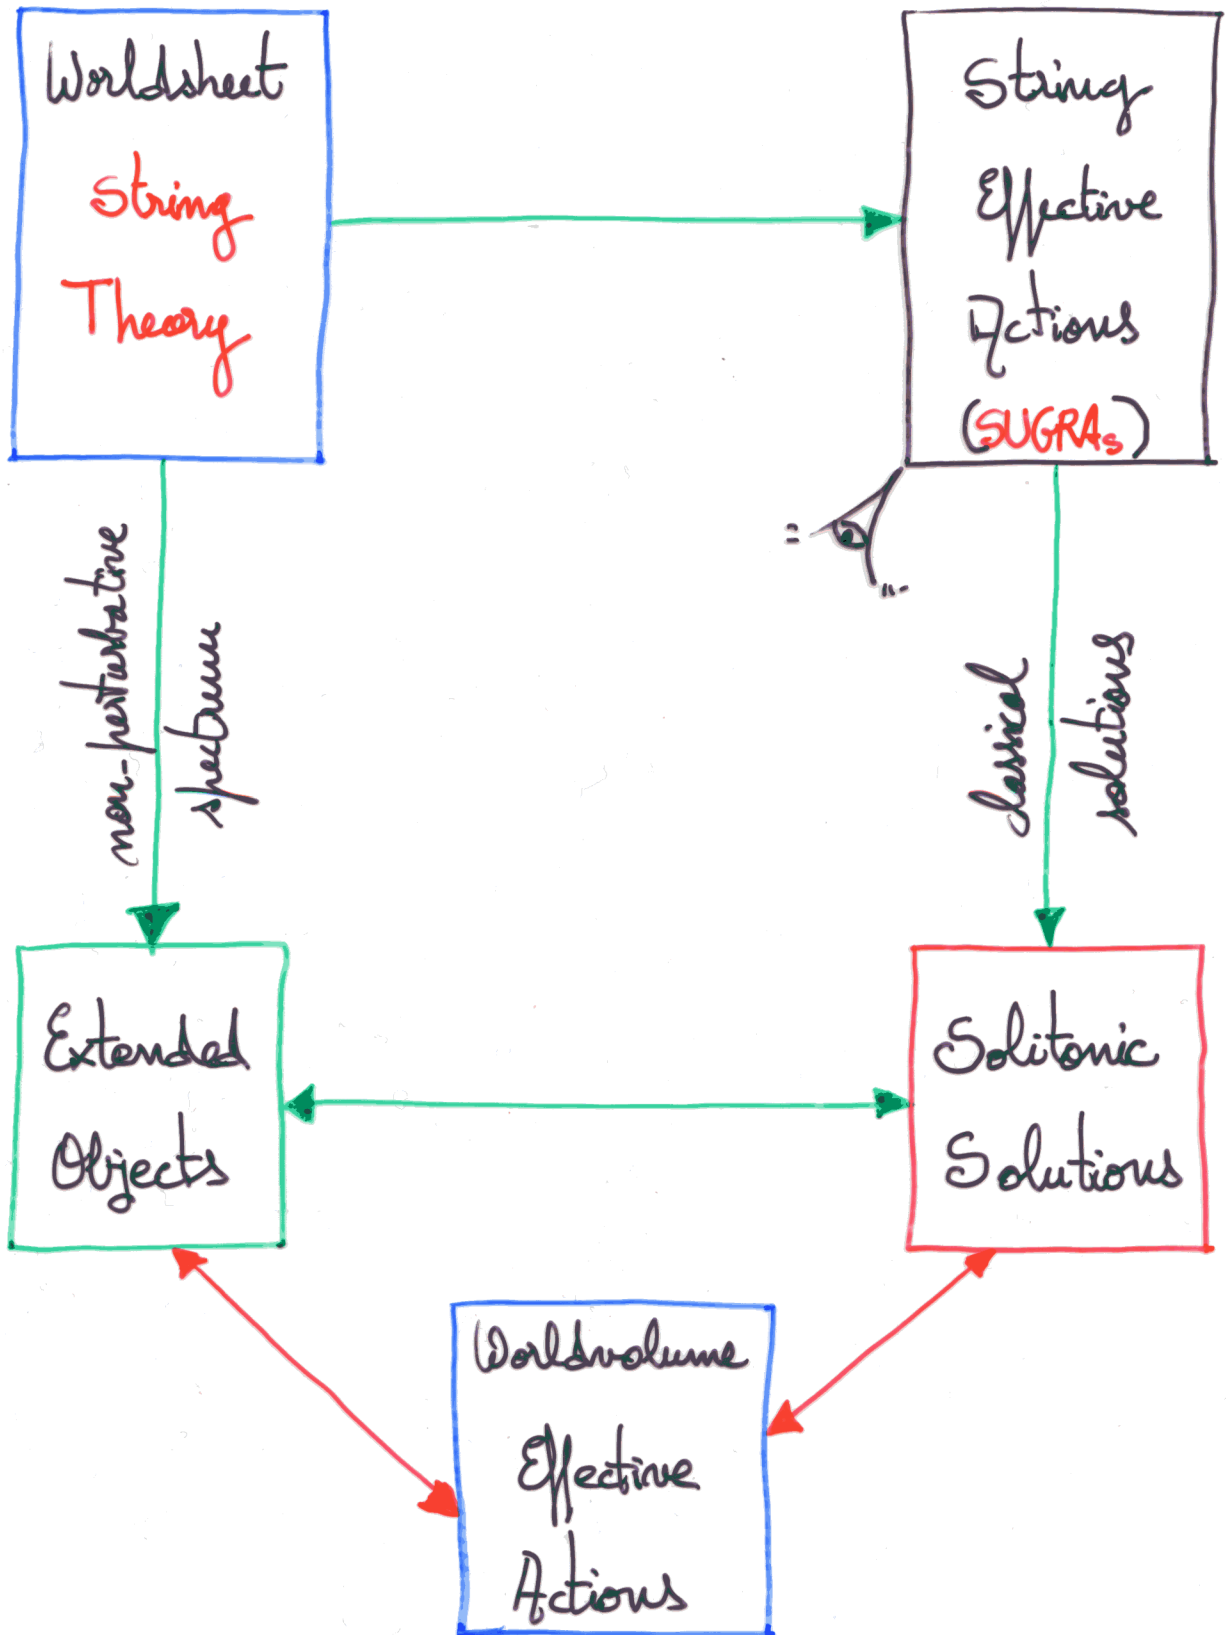 Worldsheet
String
Theory
String
Effective
Actions
(SUGRAs)
non-perturbative
spectrum
classical
solutions
Extended
Objects
Solitonic
Solutions
Worldvolume
Effective
Actions